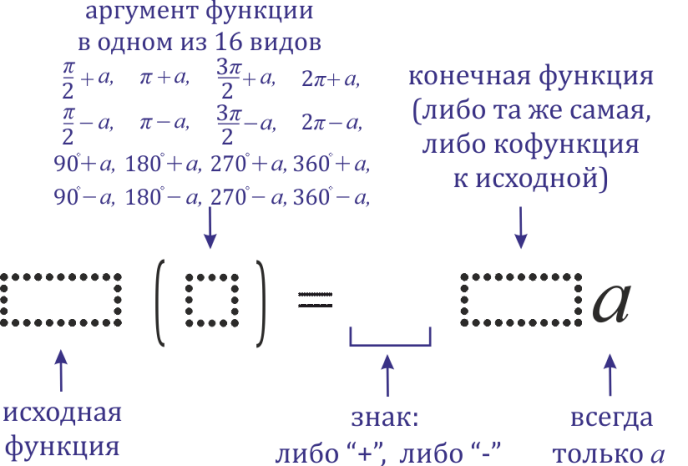 аргумент функции
в одном из 16 видов
π/2 + a, π + a, 3π/2 + a, 2π + a,
π/2 − a, π − a, 3π/2 − a, 2π − a,
90° + a, 180° + a, 270° + a, 360° + a,
90° − a, 180° − a, 270° − a, 360° − a,
конечная функция
(либо та же самая,
либо кофункция
к исходной)
( ) = a
исходная
функция
знак:
либо “+”, либо “-”
всегда
только a